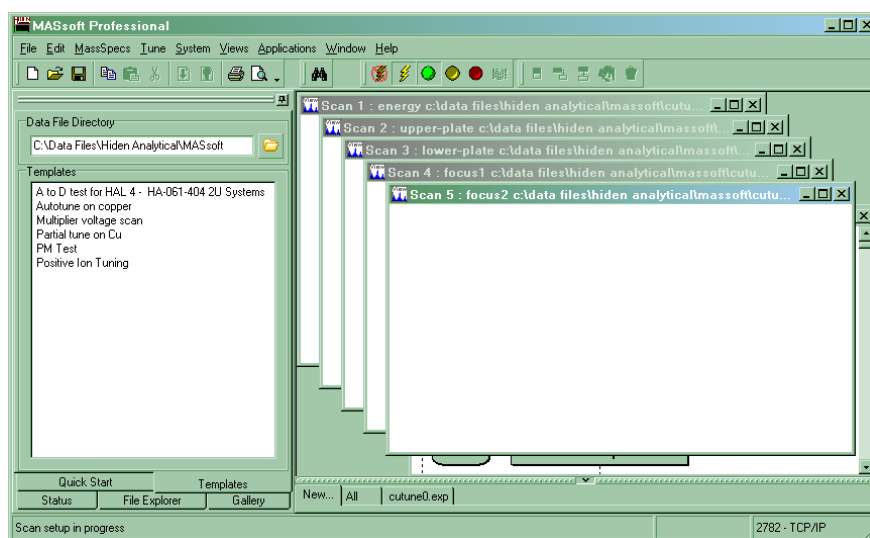 MASsoft Professional
File Edit MassSpecs Tune System Views Applications Window Help
Data File Directory
C:\Data Files\Hiden Analytical\MASsoft
Templates
A to D test for HAL 4 - HA-061-404 2U Systems
Autotune on copper
Multiplier voltage scan
Partial tune on Cu
PM Test
Positive Ion Tuning
Quick Start Templates
Status File Explorer Gallery
Scan 1 : energy c:\data files\hiden analytical\massoft\cutu...
Scan 2 : upper-plate c:\data files\hiden analytical\massoft\...
Scan 3 : lower-plate c:\data files\hiden analytical\massoft\...
Scan 4 : focus1 c:\data files\hiden analytical\massoft\cutu...
Scan 5 : focus2 c:\data files\hiden analytical\massoft\cutu...
New... All cutune0.exp
Scan setup in progress 2782 - TCP/IP